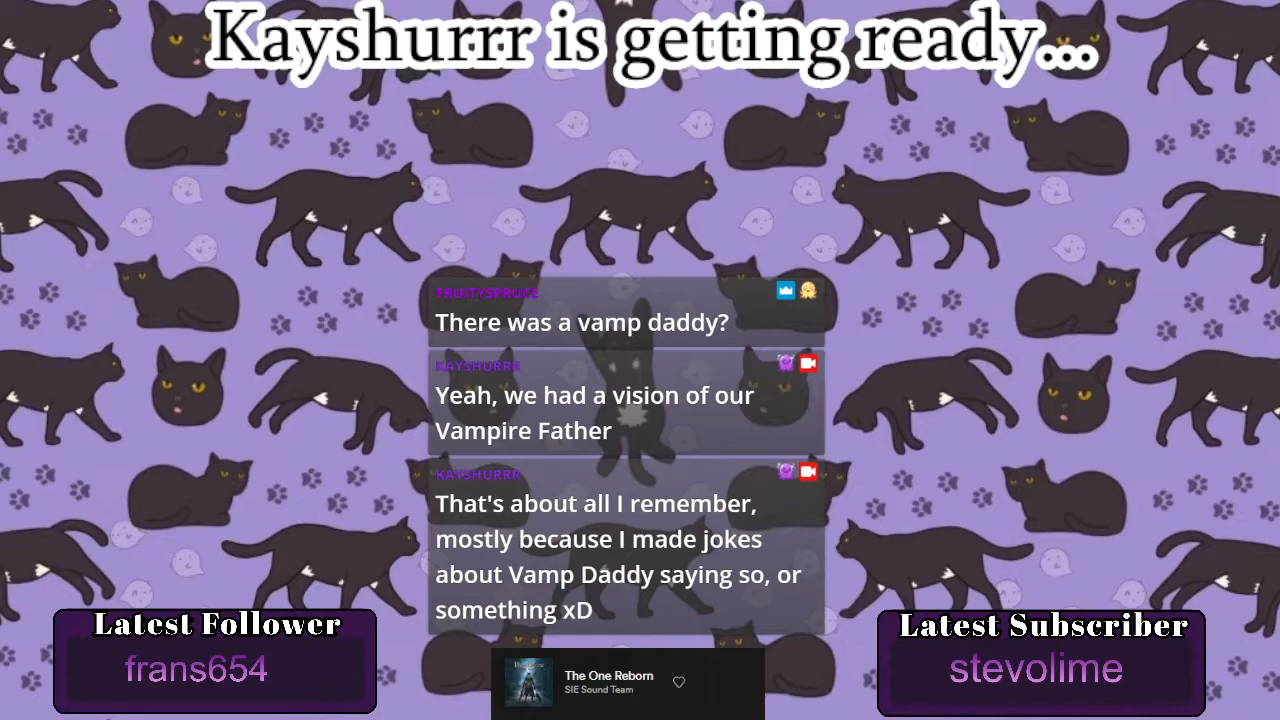 Kayshurrr is getting ready...
FRUITYSPRUCE
There was a vamp daddy?
KAYSHURRR
Yeah, we had a vision of our
Vampire Father
KAYSHURRR
That's about all I remember,
mostly because I made jokes
about Vamp Daddy saying so, or
something xD
Latest Follower
frans654
The One Reborn
SIE Sound Team
Latest Subscriber
stevolime